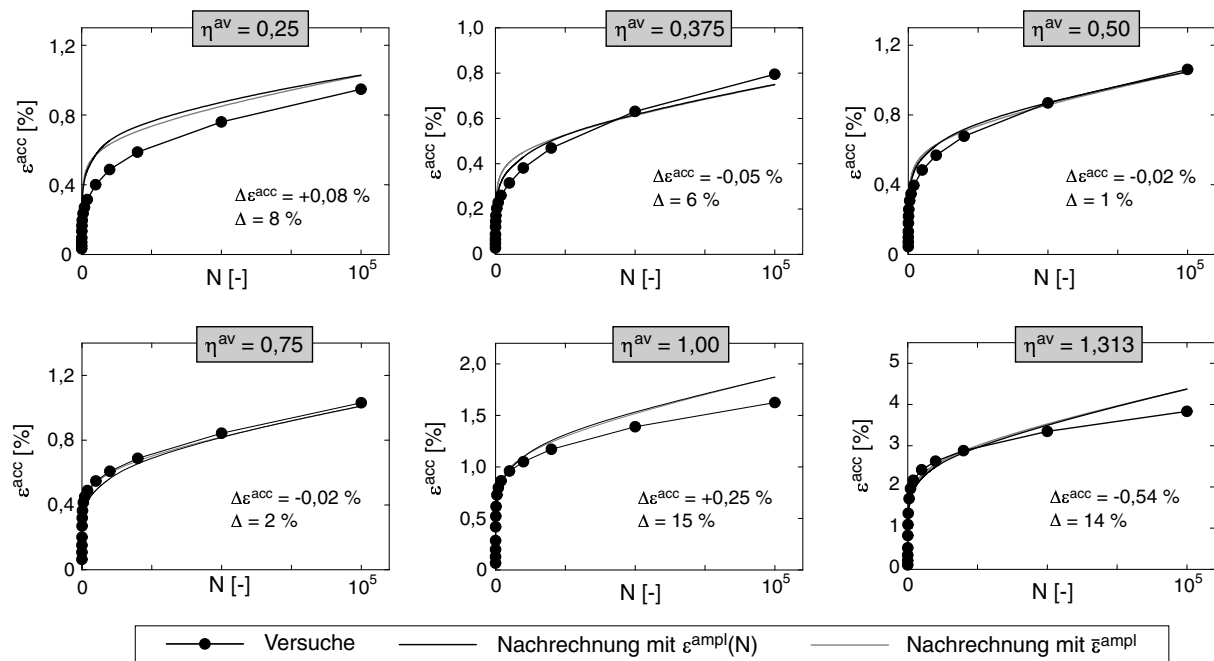 η^av = 0,25
1,2
0,8
0,4
0
ε^acc [%]
Δε^acc = +0,08 %
Δ = 8 %
0
N [-]
10^5
η^av = 0,375
1,0
0,8
0,6
0,4
0,2
0
ε^acc [%]
Δε^acc = -0,05 %
Δ = 6 %
0
N [-]
10^5
η^av = 0,50
1,
0,8
0,4
0
ε^acc [%]
Δε^acc = -0,02 %
Δ = 1 %
0
N [-]
10^5
η^av = 0,75
1,2
0,8
0,4
0
ε^acc [%]
Δε^acc = -0,02 %
Δ = 2 %
0
N [-]
10^5
η^av = 1,00
2,0
1,5
1,0
0,5
0
ε^acc [%]
Δε^acc = +0,25 %
Δ = 15 %
0
N [-]
10^5
η^av = 1,313
5
4
3
2
1
0
ε^acc [%]
Δε^acc = -0,54 %
Δ = 14 %
0
N [-]
10^5
Versuche
Nachrechnung mit ε^ampl(N)
Nachrechnung mit ε̄^ampl